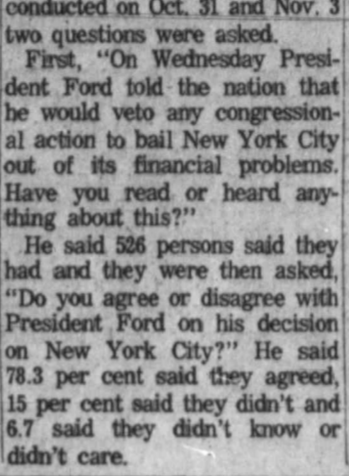 conducted on Oct. 31 and Nov. 3
two questions were asked.
First, "On Wednesday Presi-
dent Ford told the nation that
he would veto any congression-
al action to bail New York City
out of its financial problems.
Have you read or heard any-
thing about this?"
He said 526 persons said they
had and they were then asked,
"Do you agree or disagree with
President Ford on his decision
on New York City?" He said
78.3 per cent said they agreed,
15 per cent said they didn't and
6.7 said they didn't know or
didn't care.